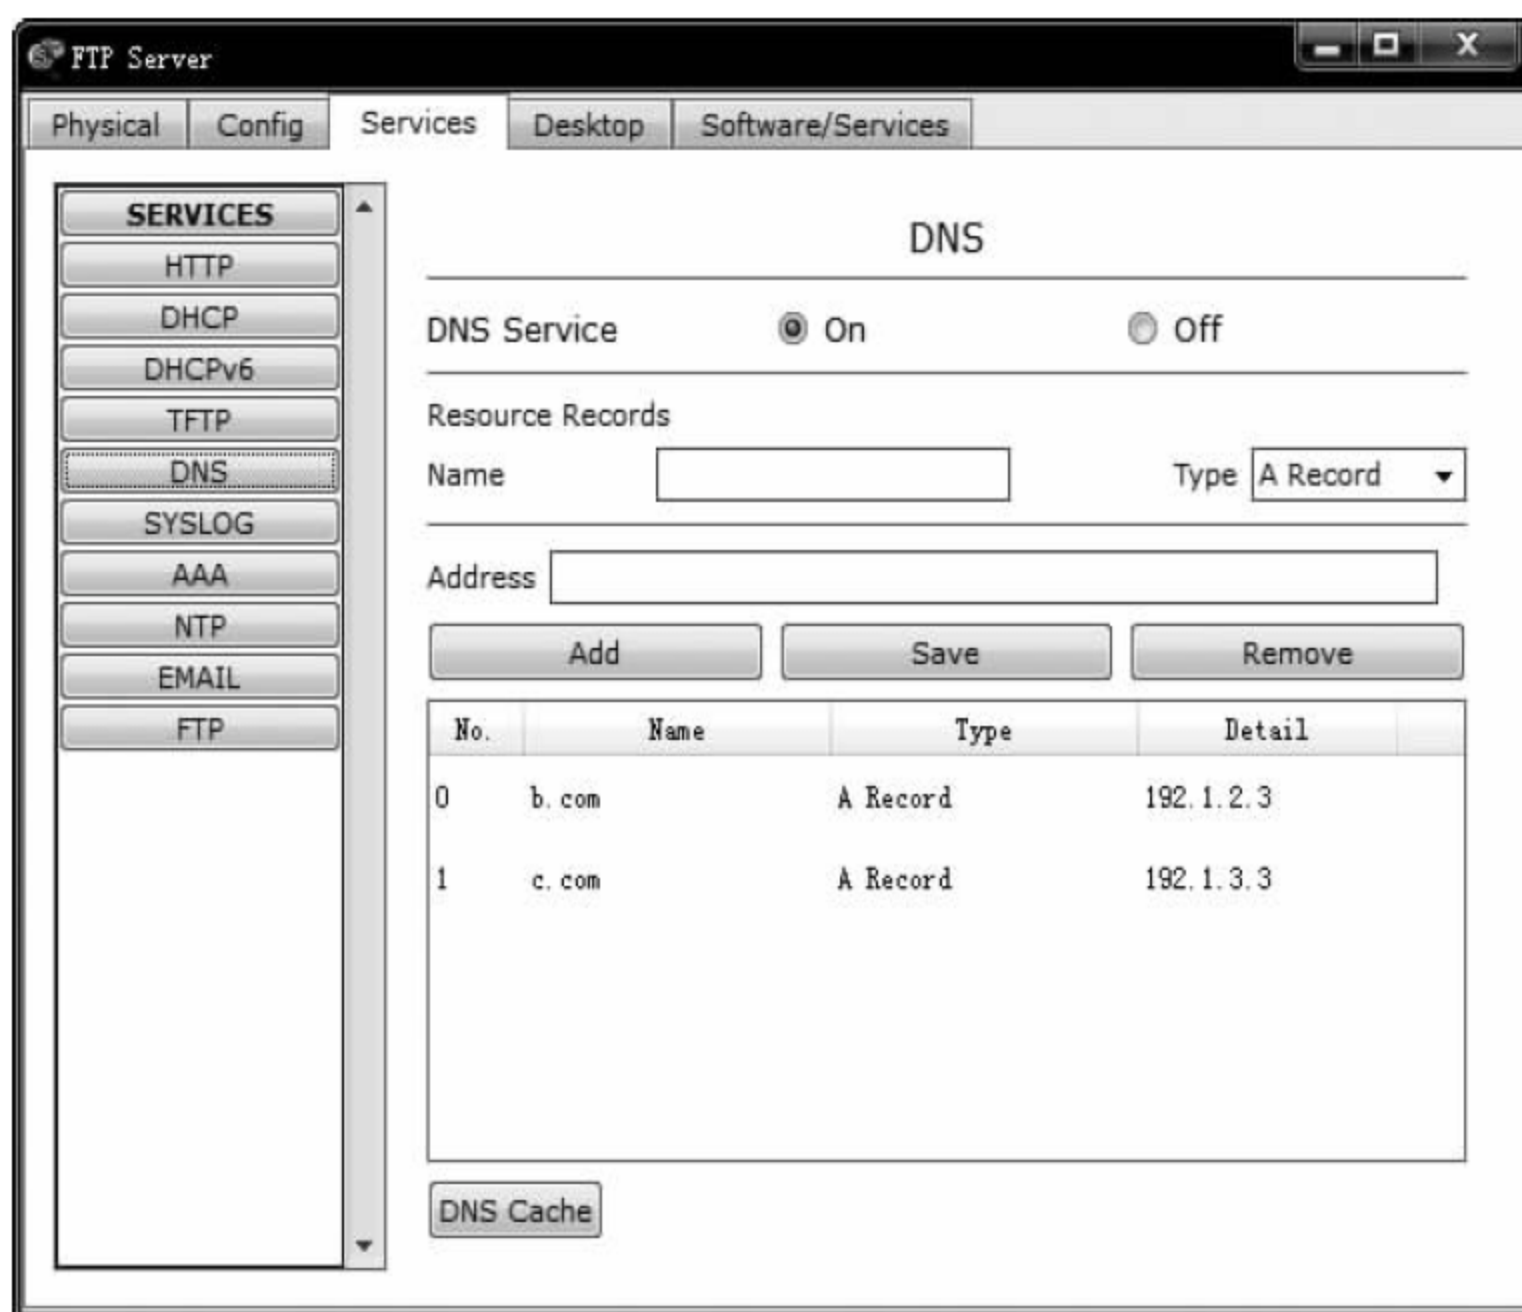 FTP Server
Physical Config Services Desktop Software/Services
SERVICES
HTTP
DHCP
DHCPv6
TFTP
DNS
SYSLOG
AAA
NTP
EMAIL
FTP
DNS
DNS Service On Off
Resource Records
Name Type A Record
Address
Add Save Remove
No. Name Type Detail
0 b.com A Record 192.1.2.3
1 c.com A Record 192.1.3.3
DNS Cache